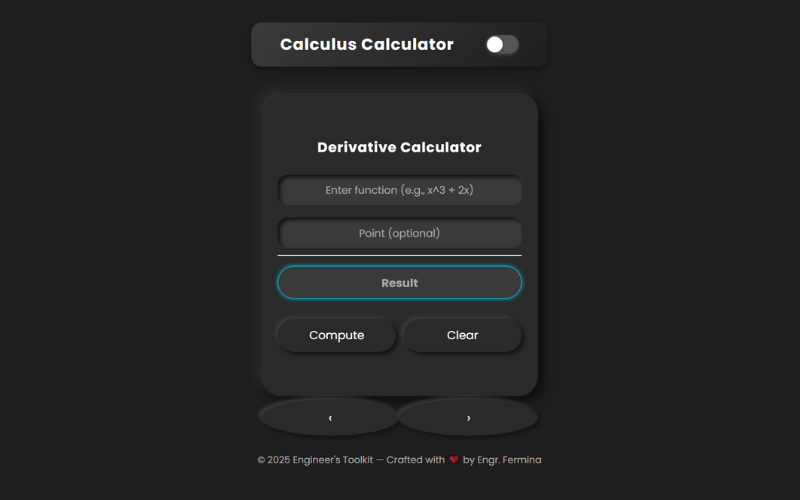 Calculus Calculator
Derivative Calculator
Enter function (e.g., x^3 + 2x)
Point (optional)
Result
Compute Clear
‹ ›
© 2025 Engineer's Toolkit — Crafted with ❤ by Engr. Fermina